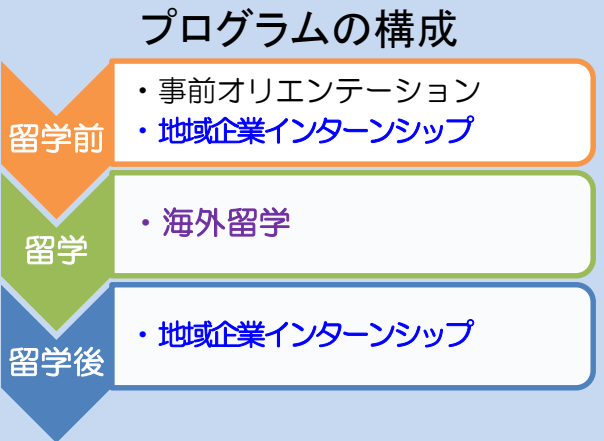 プログラムの構成
留学前
・事前オリエンテーション
・地域企業インターンシップ
留学
・海外留学
留学後
・地域企業インターンシップ